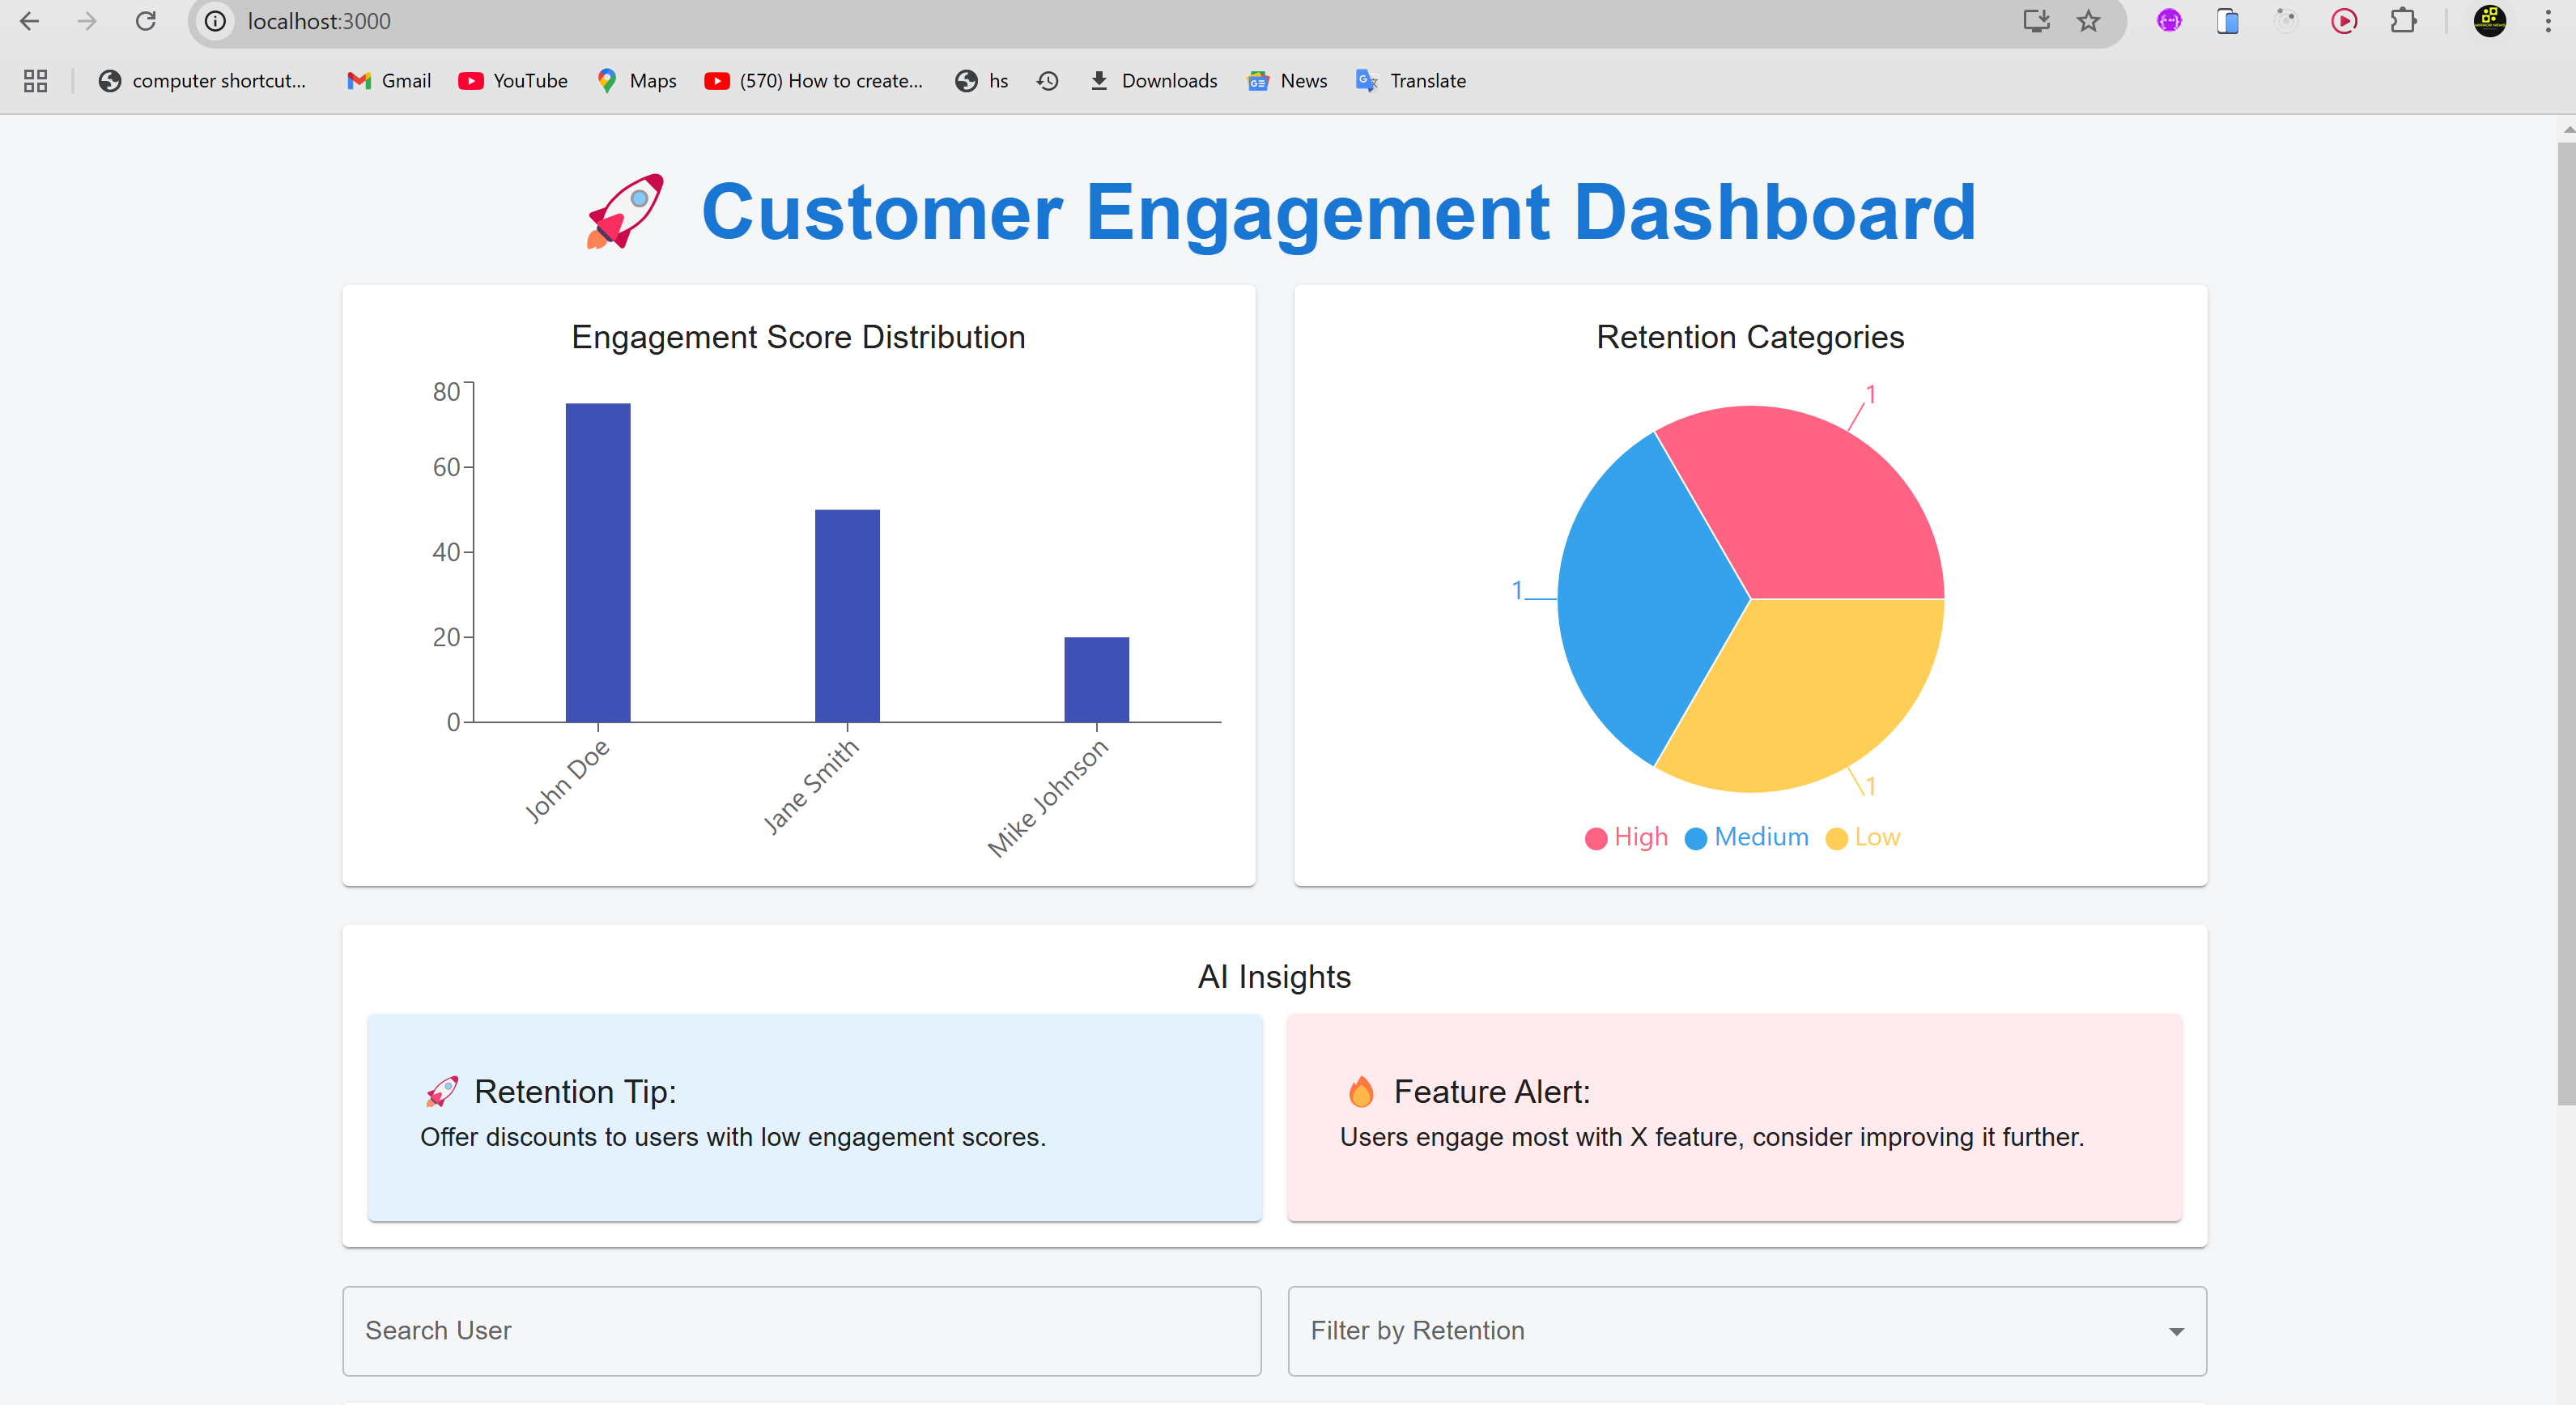 localhost:3000
computer shortcut... Gmail YouTube Maps (570) How to create... hs Downloads News Translate
🚀 Customer Engagement Dashboard
Engagement Score Distribution
80
60
40
20
0
John Doe
Jane Smith
Mike Johnson
Retention Categories
1
1
1
High Medium Low
AI Insights
🚀 Retention Tip:
Offer discounts to users with low engagement scores.
🔥 Feature Alert:
Users engage most with X feature, consider improving it further.
Search User
Filter by Retention